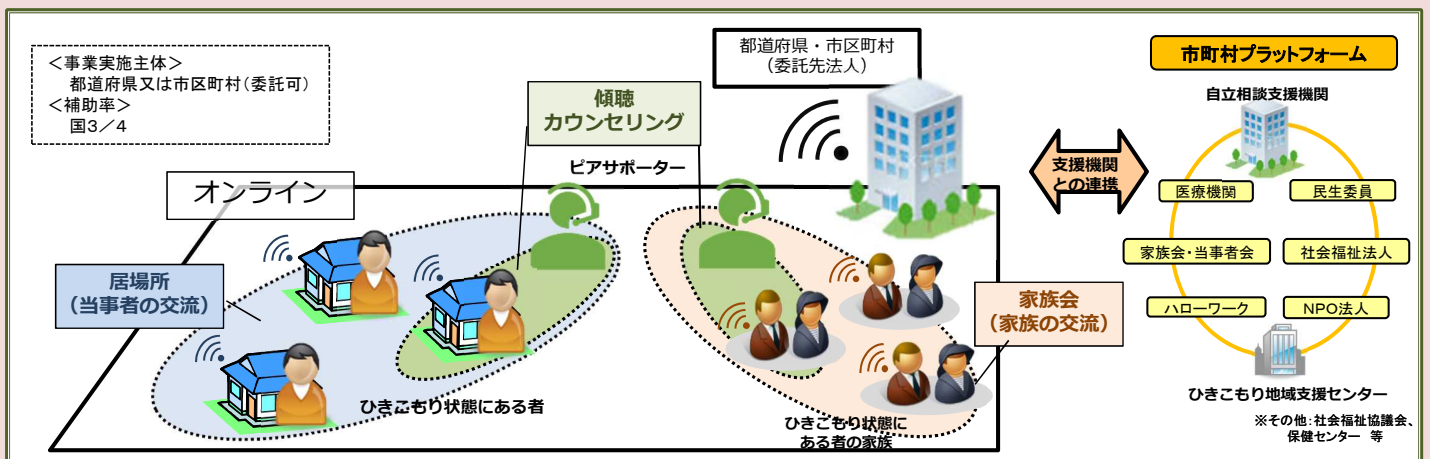 ＜事業実施主体＞
都道府県又は市区町村（委託可）
＜補助率＞
国3／4
オンライン
居場所
（当事者の交流）
傾聴
カウンセリング
ピアサポーター
ひきこもり状態にある者
都道府県・市区町村
（委託先法人）
家族会
（家族の交流）
ひきこもり状態に
ある者の家族
支援機関
との連携
市町村プラットフォーム
自立相談支援機関
医療機関
民生委員
家族会・当事者会
社会福祉法人
ハローワーク
NPO法人
ひきこもり地域支援センター
※その他：社会福祉協議会、
保健センター 等